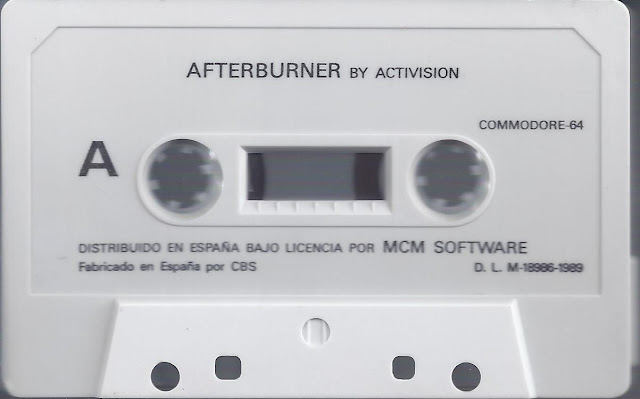 AFTERBURNER BY ACTIVISION
COMMODORE-64
A
DISTRIBUIDO EN ESPAÑA BAJO LICENCIA POR MCM SOFTWARE
Fabricado en España por CBS D. L. M-18986-1989